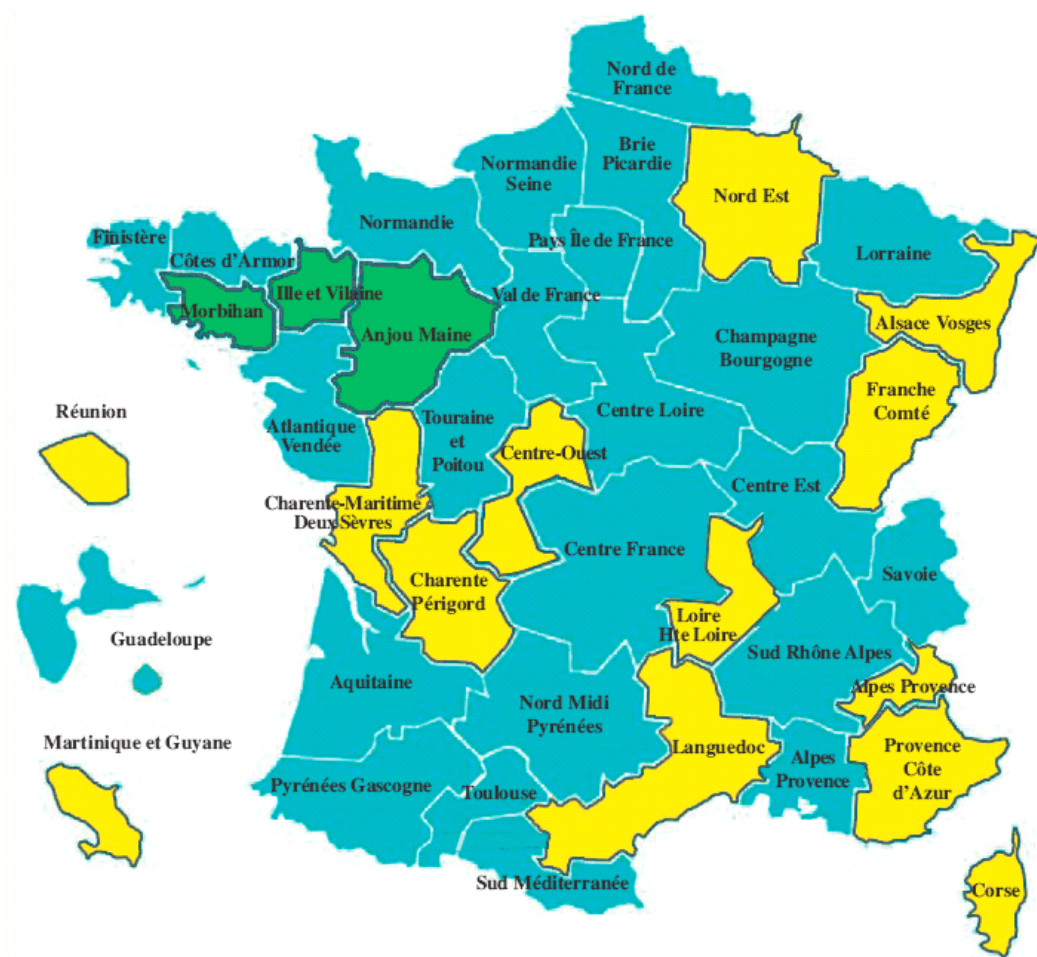 Nord de
France
Brie
Picardie
Normandie
Seine
Nord Est
Normandie
Pays Île de France
Finistère
Côtes d'Armor
Lorraine
Ille et Vilaine
Val de France
Morbihan
Anjou Maine
Alsace Vosges
Champagne
Bourgogne
Franche
Comté
Réunion
Atlantique
Vendée
Touraine
et
Poitou
Centre Loire
Centre-Ouest
Centre Est
Charente-Maritime
Deux Sèvres
Centre France
Savoie
Charente
Périgord
Loire
Hte Loire
Guadeloupe
Sud Rhône Alpes
Aquitaine
Alpes Provence
Nord Midi
Pyrénées
Martinique et Guyane
Languedoc
Provence
Côte
d'Azur
Alpes
Provence
Pyrénées Gascogne
Toulouse
Sud Méditerranée
Corse